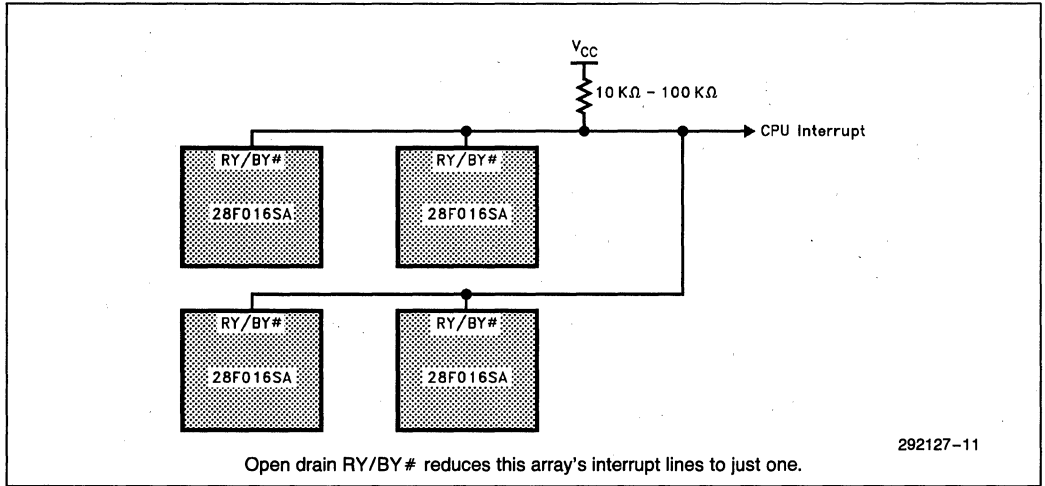 VCC
10 KΩ - 100 KΩ
CPU Interrupt
RY/BY#
RY/BY#
28F016SA
28F016SA
RY/BY#
RY/BY#
28F016SA
28F016SA
292127-11
Open drain RY/BY# reduces this array's interrupt lines to just one.